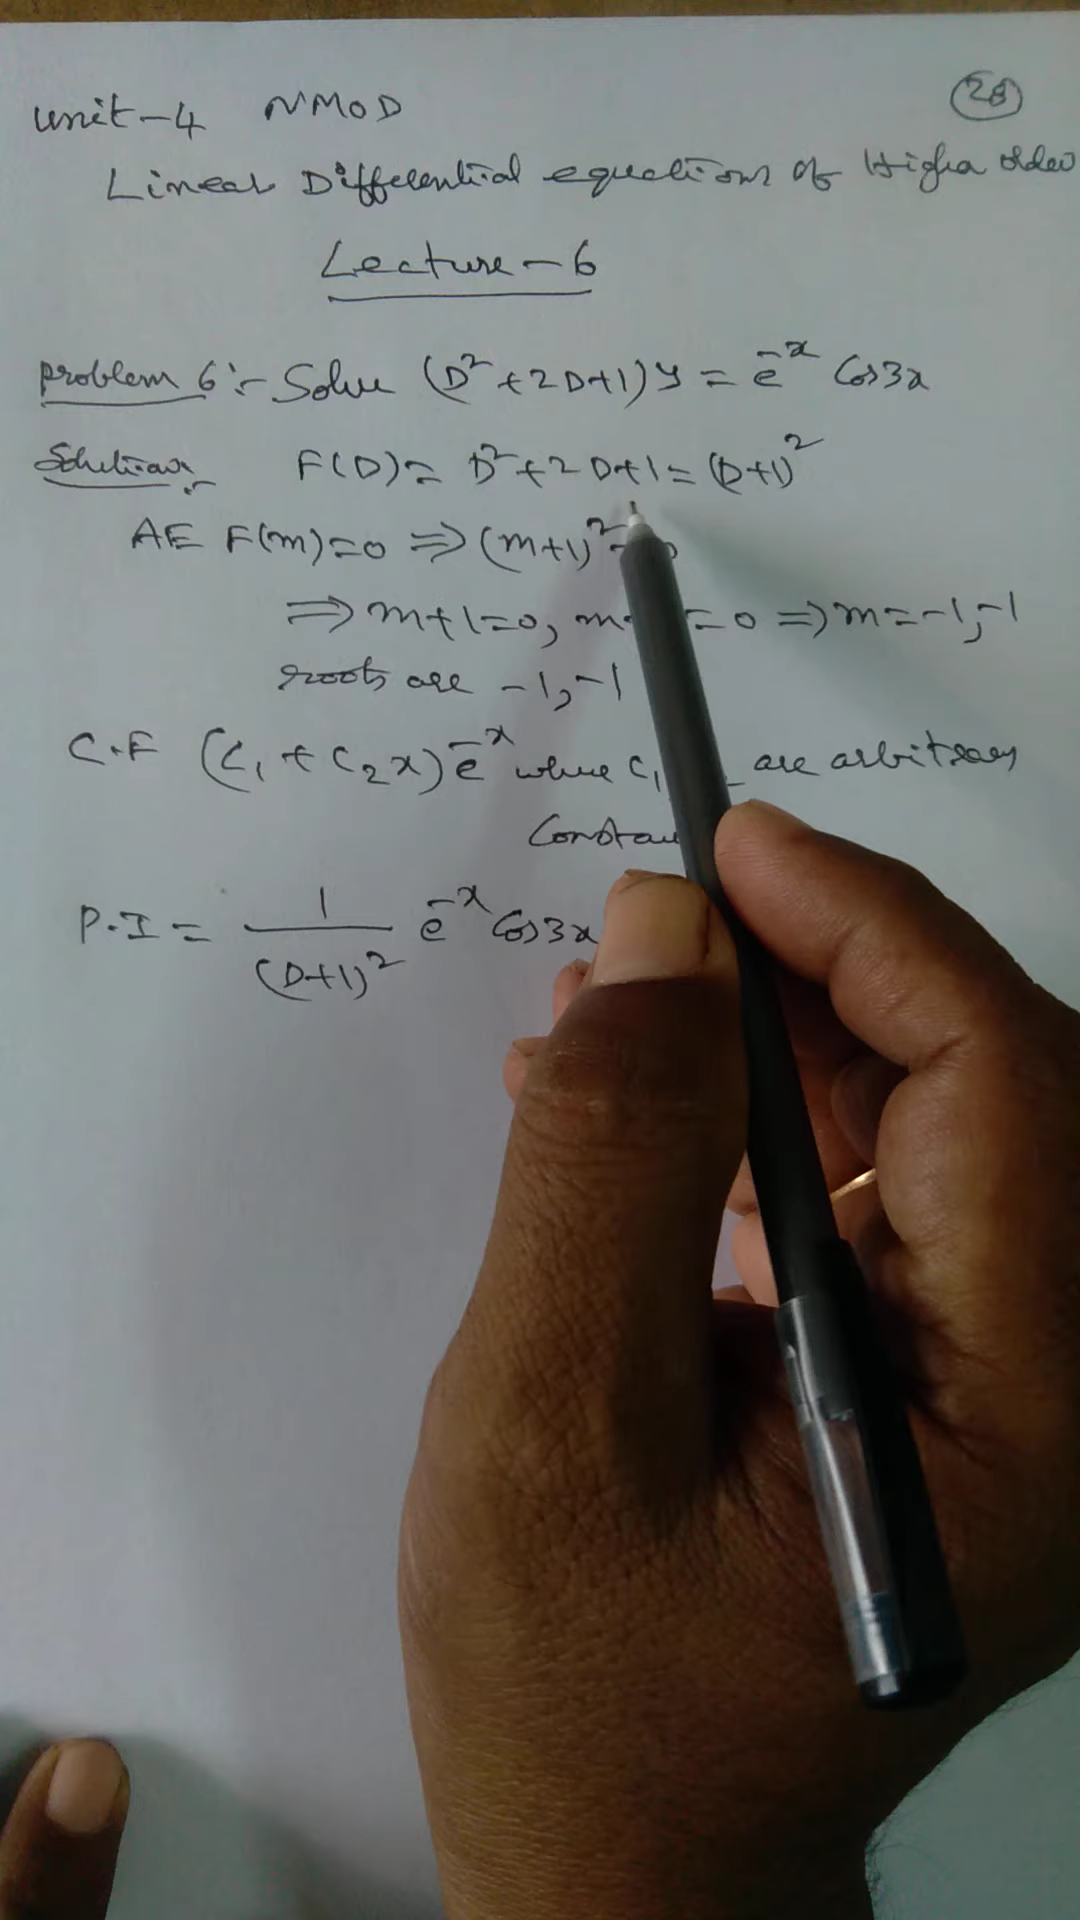 28
Unit-4 NMOD
Linear Differential equations of Higher order
Lecture-6
Problem 6:- Solve (D²+2D+1)y = e⁻ˣ Cos3x
Solution:- F(D) = D²+2D+1 = (D+1)²
AE F(m)=0 ⇒ (m+1)²
⇒ m+1=0, m =0 ⇒ m=-1,-1
roots are -1,-1
C.F (C₁+C₂x)e⁻ˣ where C₁ are arbitrary
P.I = 1/(D+1)² e⁻ˣ Cos3x